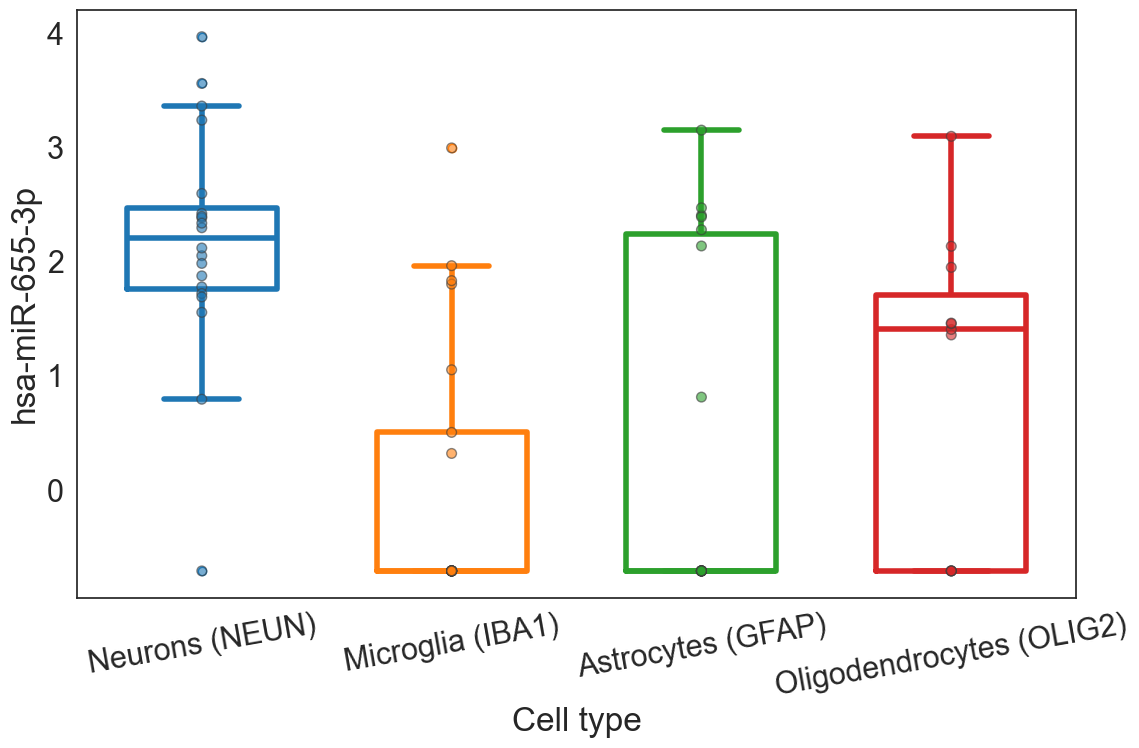 hsa-miR-655-3p
4
3
2
1
0
Neurons (NEUN)
Microglia (IBA1)
Astrocytes (GFAP)
Oligodendrocytes (OLIG2)
Cell type